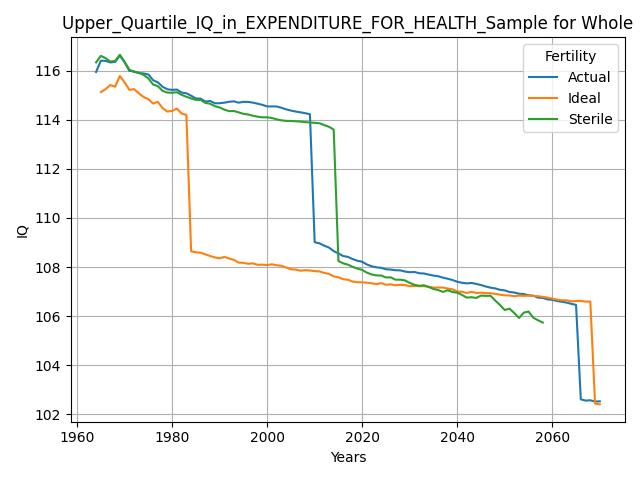 Upper_Quartile_IQ_in_EXPENDITURE_FOR_HEALTH_Sample for Whole
Fertility
Actual
Ideal
Sterile
IQ
116
114
112
110
108
106
104
102
1960 1980 2000 2020 2040 2060
Years